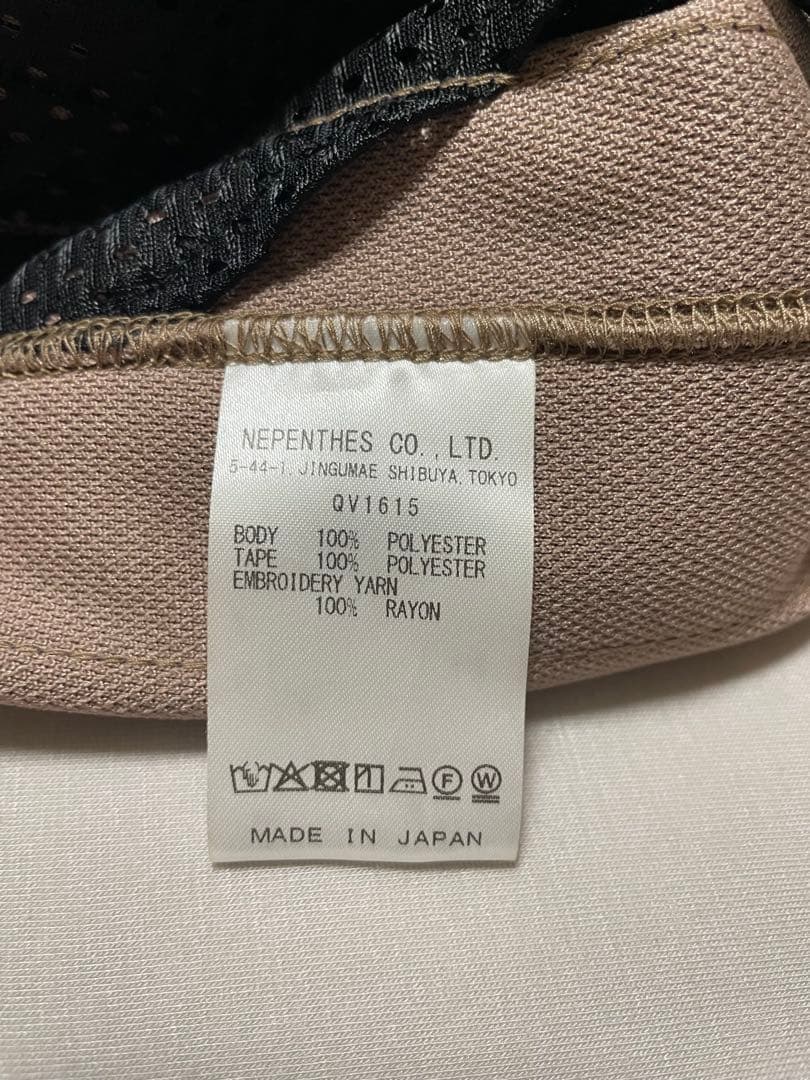 NEPENTHES CO., LTD.
5-44-1, JINGUMAE SHIBUYA, TOKYO
QV1615
BODY 100% POLYESTER
TAPE 100% POLYESTER
EMBROIDERY YARN
100% RAYON
F W
MADE IN JAPAN